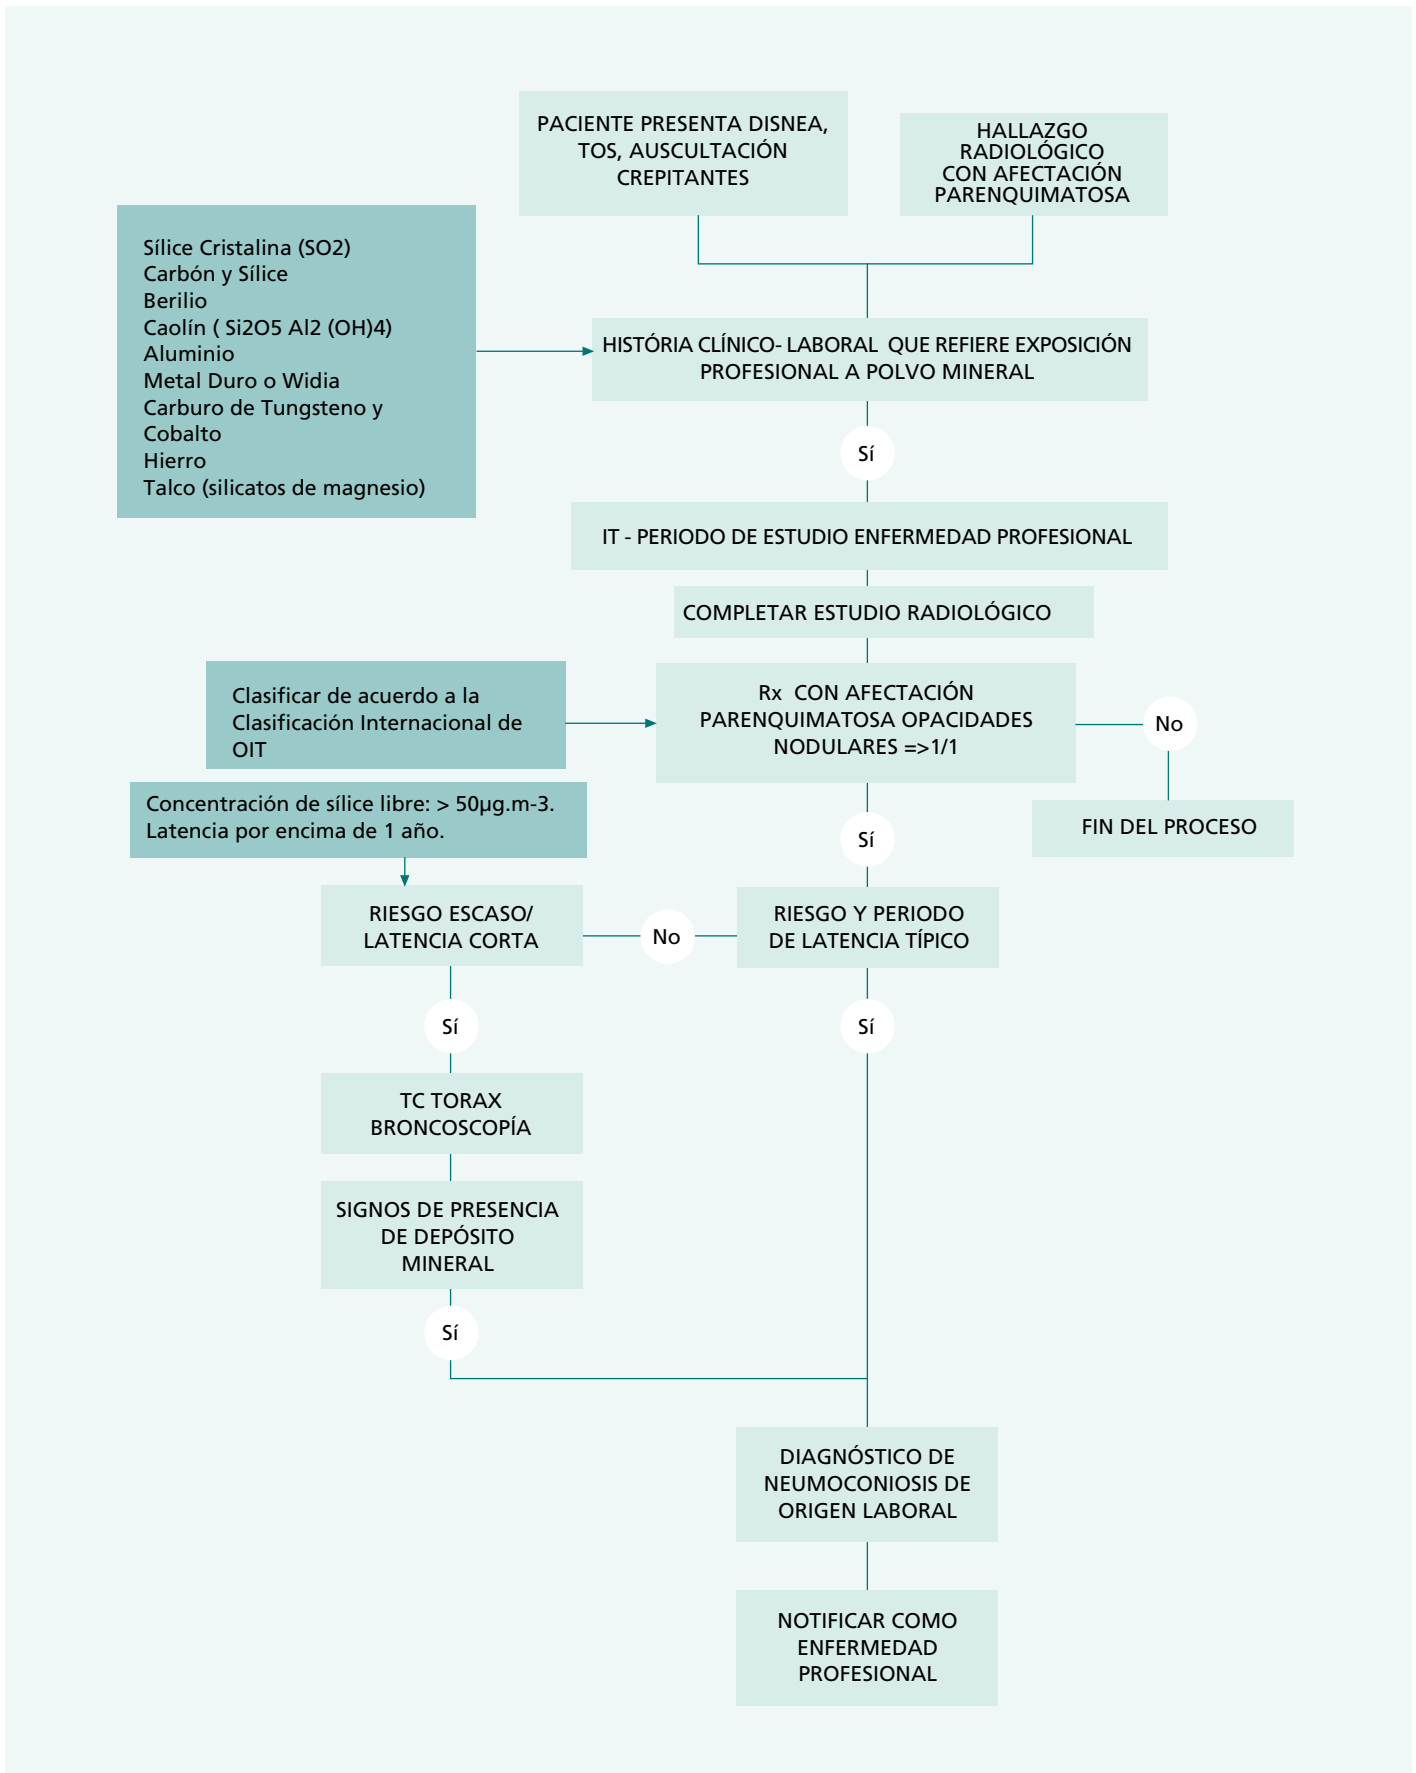 PACIENTE PRESENTA DISNEA,
TOS, AUSCULTACIÓN
CREPITANTES
HALLAZGO
RADIOLÓGICO
CON AFECTACIÓN
PARENQUIMATOSA
Sílice Cristalina (SO2)
Carbón y Sílice
Berilio
Caolín ( Si2O5 Al2 (OH)4)
Aluminio
Metal Duro o Widia
Carburo de Tungsteno y
Cobalto
Hierro
Talco (silicatos de magnesio)
HISTÓRIA CLÍNICO- LABORAL QUE REFIERE EXPOSICIÓN
PROFESIONAL A POLVO MINERAL
Sí
IT - PERIODO DE ESTUDIO ENFERMEDAD PROFESIONAL
COMPLETAR ESTUDIO RADIOLÓGICO
Clasificar de acuerdo a la
Clasificación Internacional de
OIT
Rx CON AFECTACIÓN
PARENQUIMATOSA OPACIDADES
NODULARES =>1/1
No
FIN DEL PROCESO
Concentración de sílice libre: > 50µg.m-3.
Latencia por encima de 1 año.
Sí
RIESGO ESCASO/
LATENCIA CORTA
No
RIESGO Y PERIODO
DE LATENCIA TÍPICO
Sí
Sí
TC TORAX
BRONCOSCOPÍA
SIGNOS DE PRESENCIA
DE DEPÓSITO
MINERAL
Sí
DIAGNÓSTICO DE
NEUMOCONIOSIS DE
ORIGEN LABORAL
NOTIFICAR COMO
ENFERMEDAD
PROFESIONAL